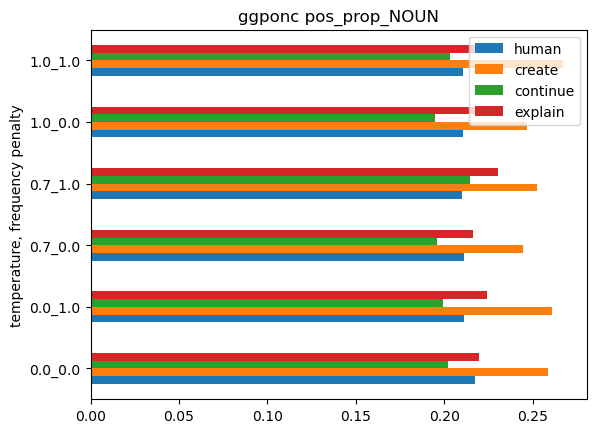 ggponc pos_prop_NOUN
human
create
continue
explain
temperature, frequency penalty
1.0_1.0
1.0_0.0
0.7_1.0
0.7_0.0
0.0_1.0
0.0_0.0
0.00 0.05 0.10 0.15 0.20 0.25